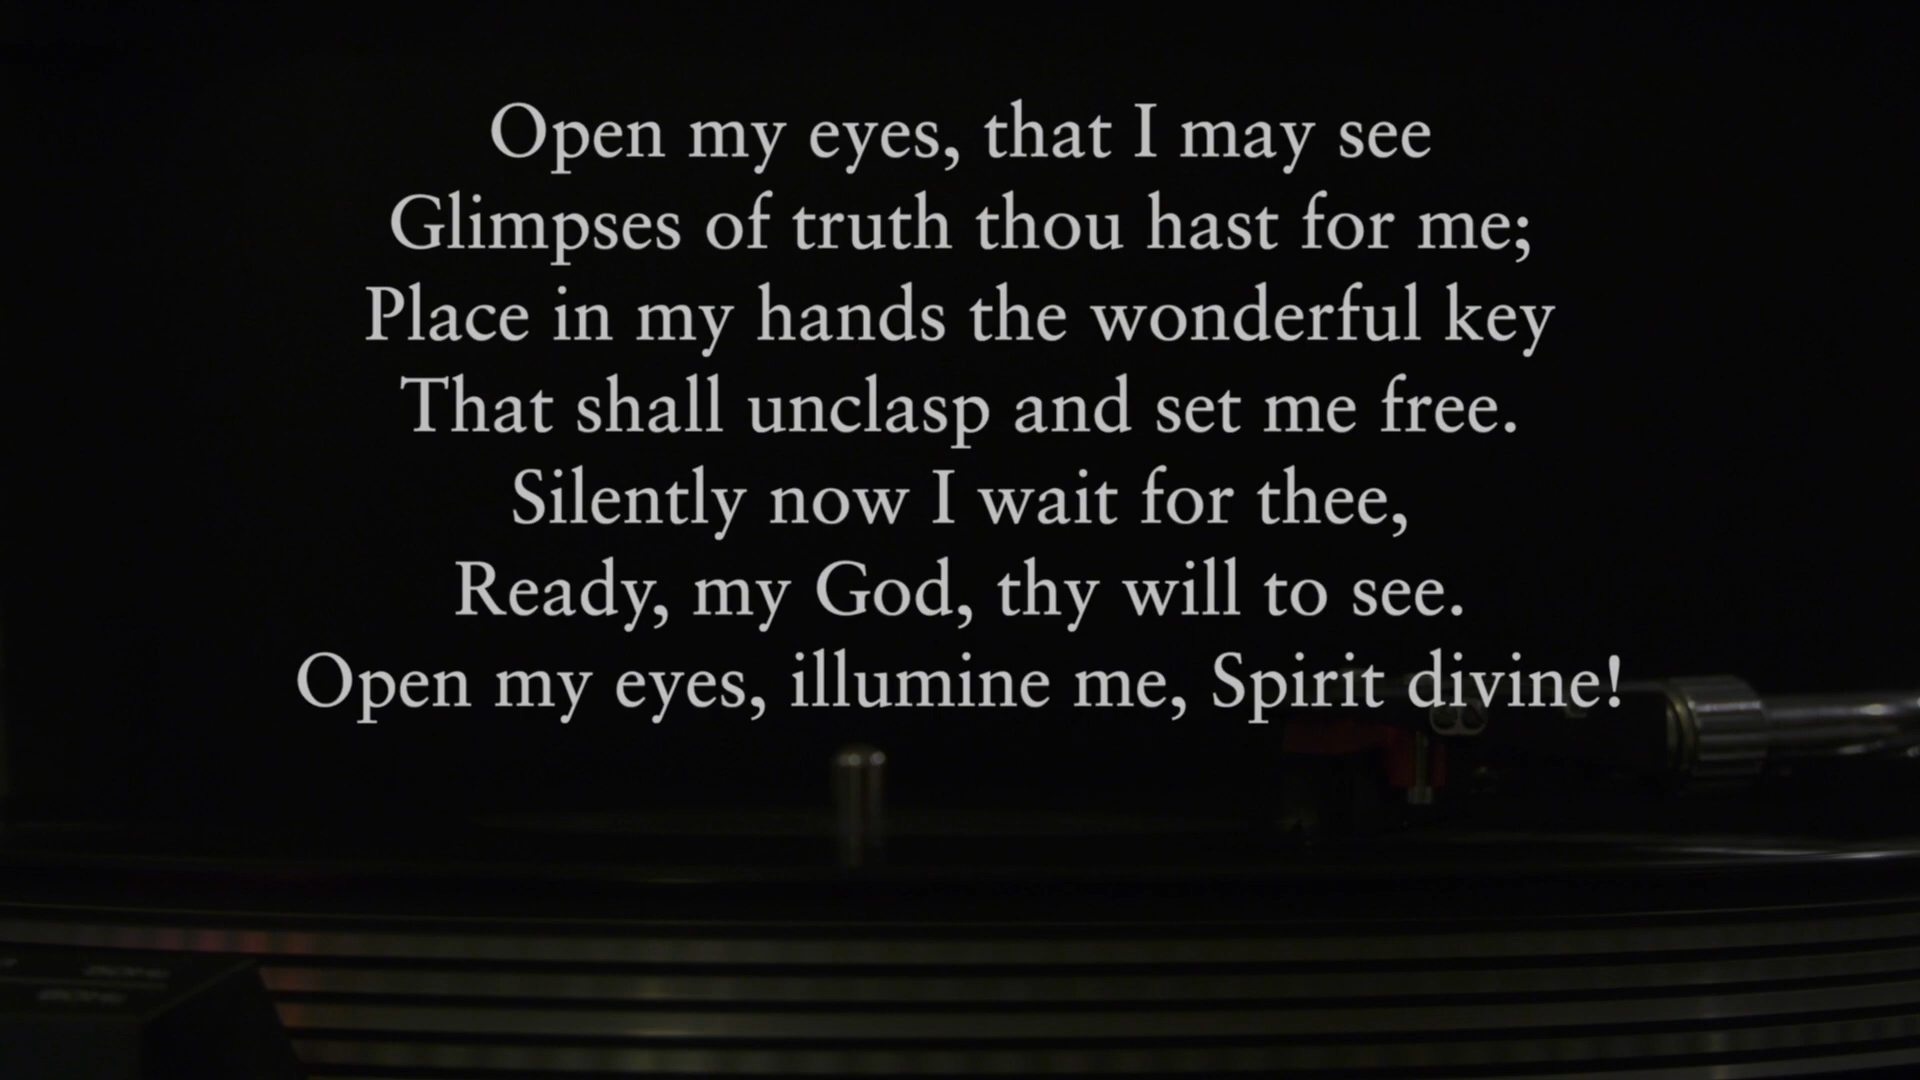 Open my eyes, that I may see
Glimpses of truth thou hast for me;
Place in my hands the wonderful key
That shall unclasp and set me free.
Silently now I wait for thee,
Ready, my God, thy will to see.
Open my eyes, illumine me, Spirit divine!